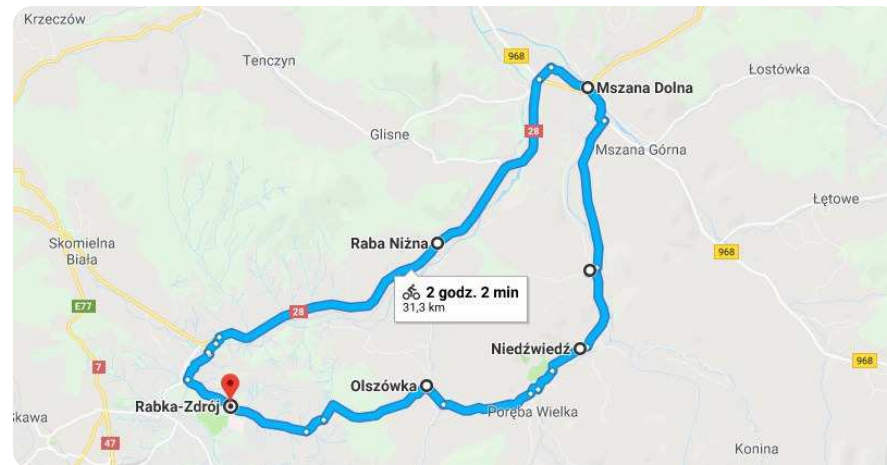 Krzeczów
Tenczyn
968
Łostówka
Mszana Dolna
Glisne
28
Mszana Górna
Łętowe
Skomielna
Biała
Raba Niżna
968
E77
2 godz. 2 min
31,3 km
28
Niedźwiedź
968
7
Olszówka
Rabka-Zdrój
Poręba Wielka
skawa
47
Konina